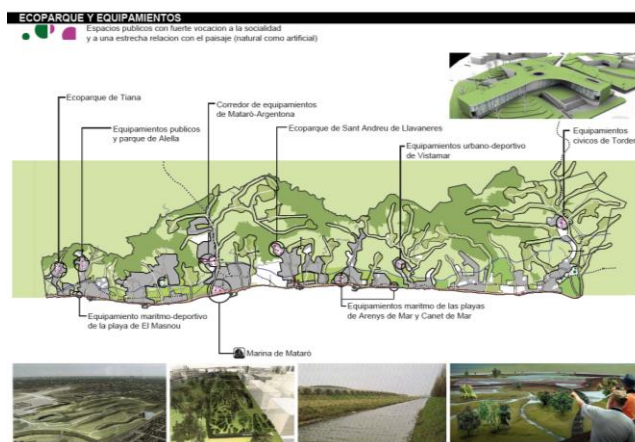 ECOPARQUE Y EQUIPAMIENTOS
Espacios publicos con fuerte vocacion a la socialidad
y a una estrecha relacion con el paisaje (natural como artificial)
Ecoparque de Tiana
Corredor de equipamientos
de Mataró-Argentona
Equipamientos publicos
y parque de Alella
Ecoparque de Sant Andreu de Llavaneres
Equipamientos urbano-deportivo
de Vistamar
Equipamientos
civicos de Torder
Equipamiento maritmo-deportivo
de la playa de El Masnou
Equipamientos maritmo de las playas
de Arenys de Mar y Canet de Mar
Marina de Mataró